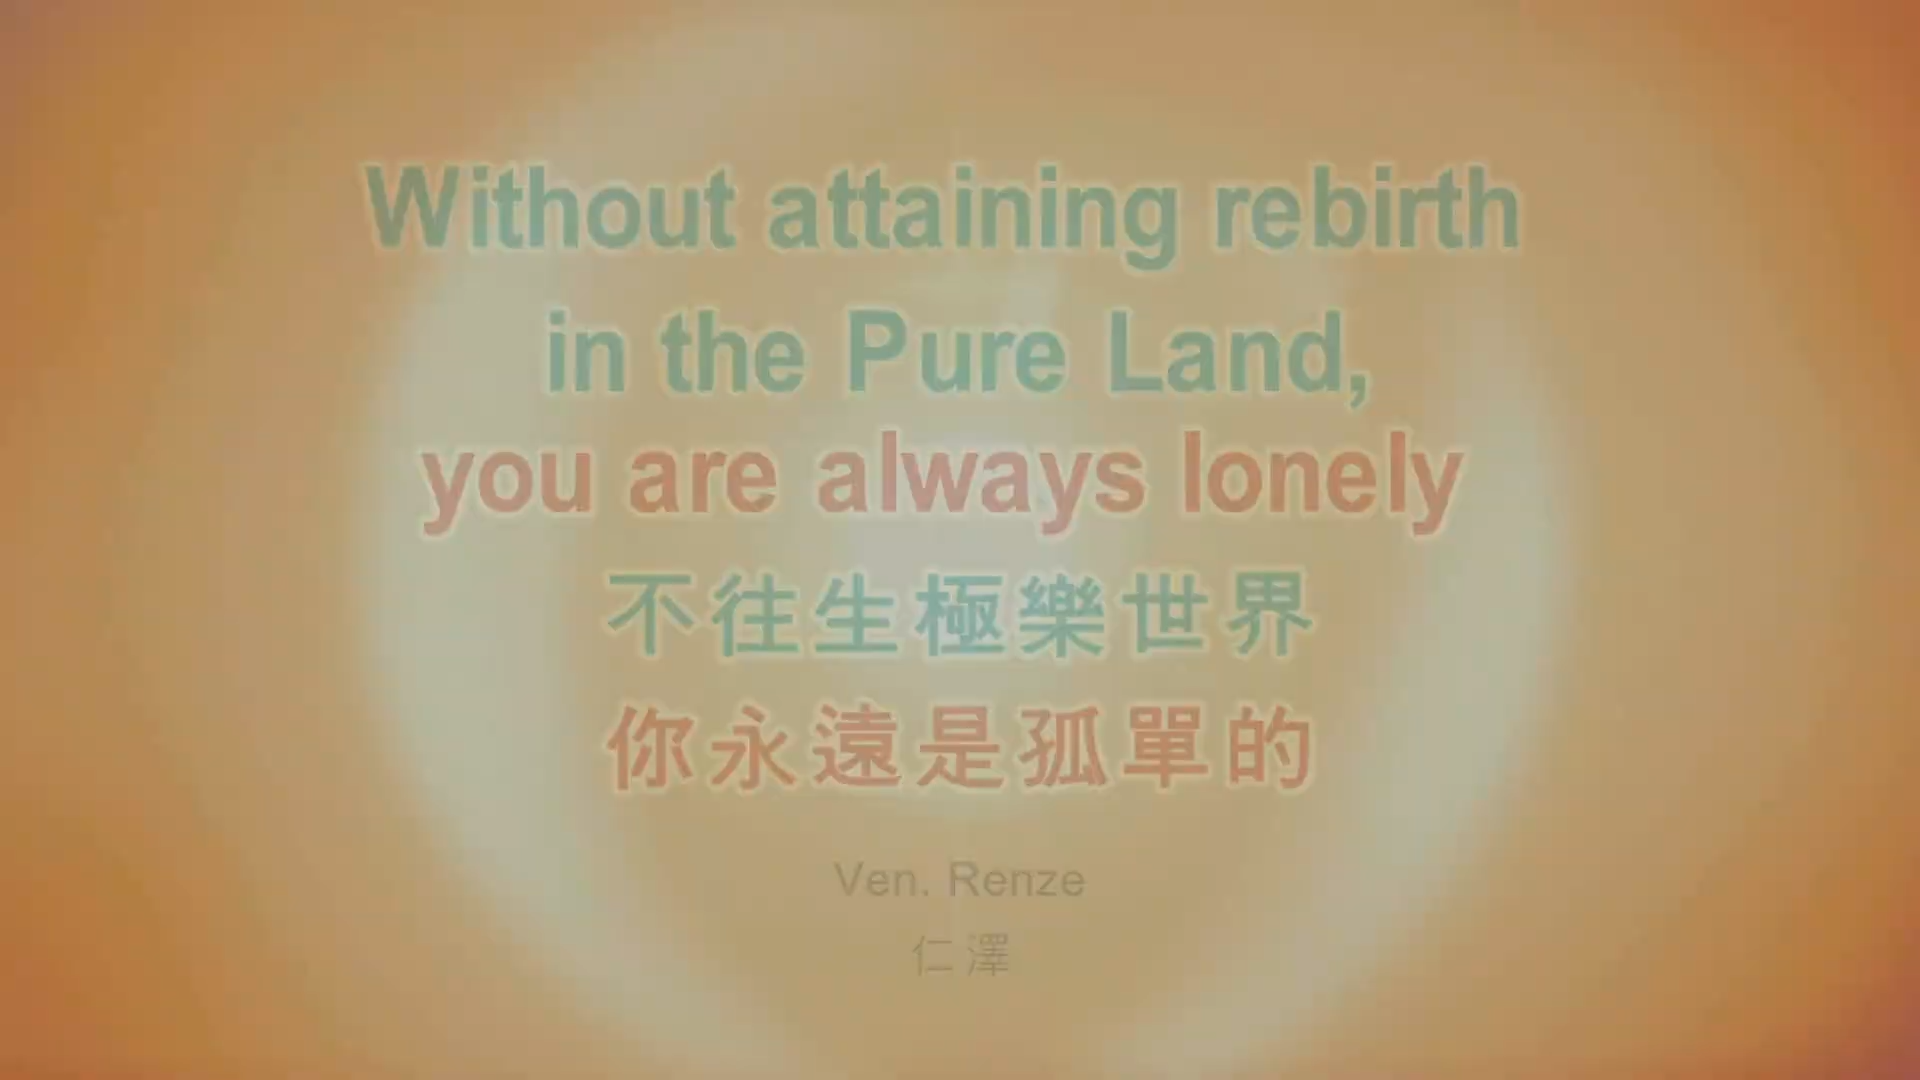 Without attaining rebirth
in the Pure Land,
you are always lonely
不往生極樂世界
你永遠是孤單的
Ven. Renze
仁澤